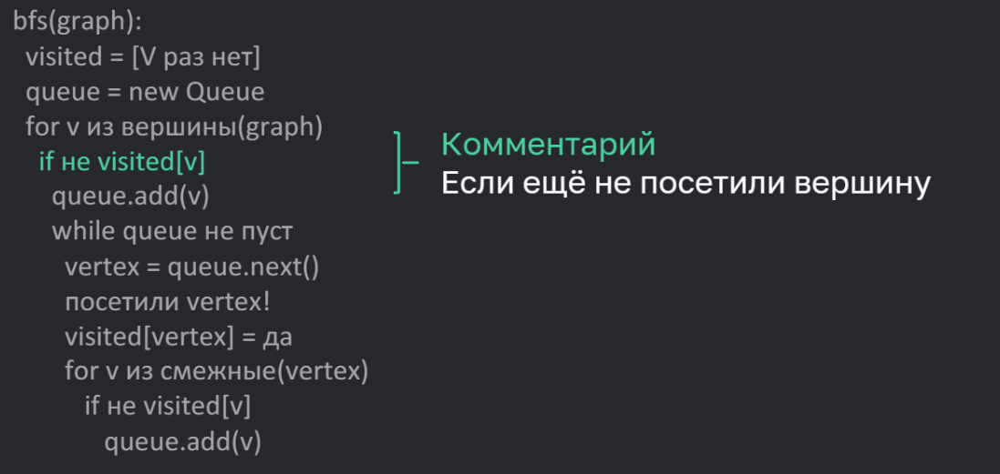 bfs(graph):
visited = [V раз нет]
queue = new Queue
for v из вершины(graph)
if не visited[v]
queue.add(v)
while queue не пуст
vertex = queue.next()
посетили vertex!
visited[vertex] = да
for v из смежные(vertex)
if не visited[v]
queue.add(v)
Комментарий
Если ещё не посетили вершину